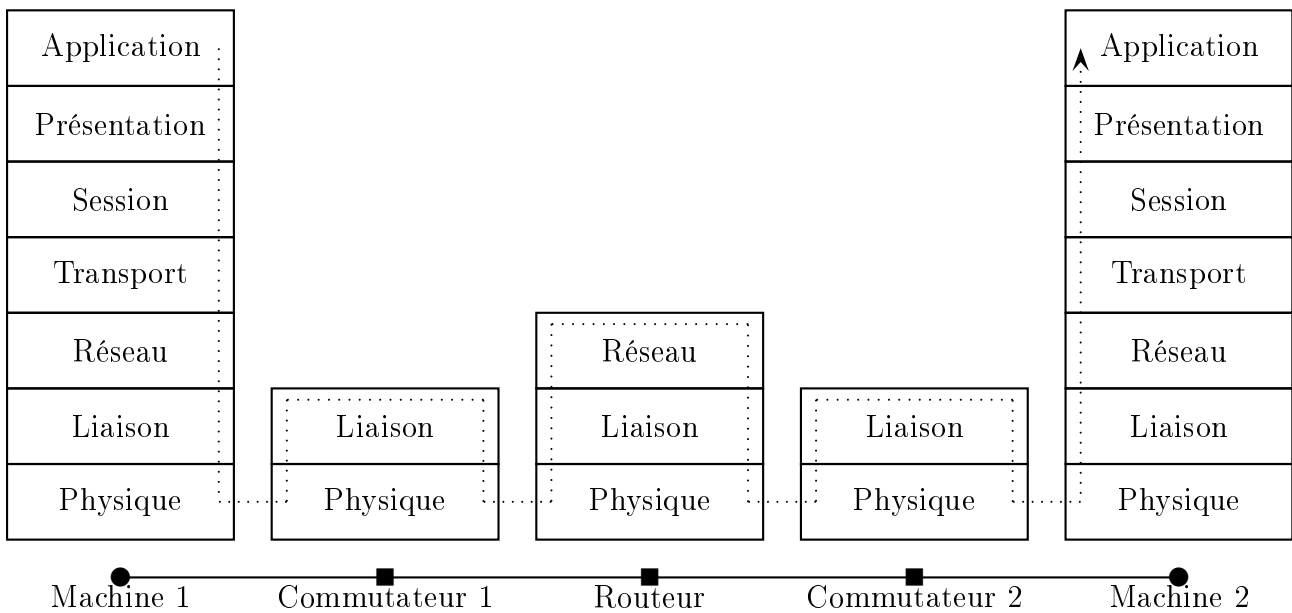 Application
Présentation
Session
Transport
Réseau
Liaison
Physique
Liaison
Physique
Réseau
Liaison
Physique
Liaison
Physique
Application
Présentation
Session
Transport
Réseau
Liaison
Physique
Machine 1
Commutateur 1
Routeur
Commutateur 2
Machine 2